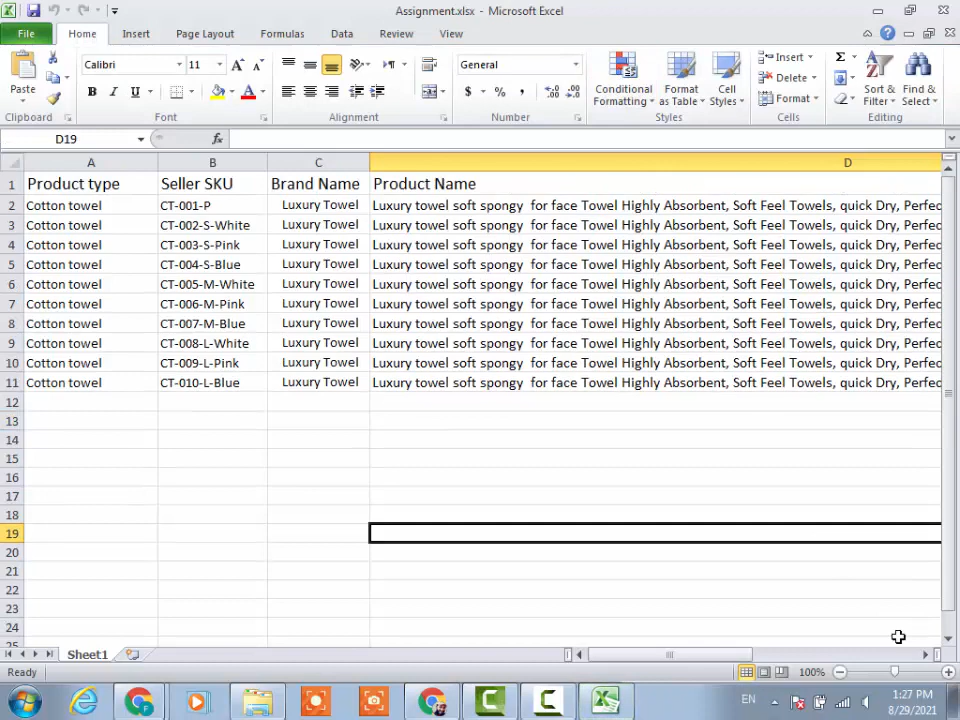 Assignment.xlsx - Microsoft Excel
File Home Insert Page Layout Formulas Data Review View
Calibri 11 General
Paste Conditional Formatting Format as Table Cell Styles Insert Delete Format Sort & Filter Find & Select
Clipboard Font Alignment Number Styles Cells Editing
D19 fx
A B C D
1 Product type Seller SKU Brand Name Product Name
2 Cotton towel CT-001-P Luxury Towel Luxury towel soft spongy for face Towel Highly Absorbent, Soft Feel Towels, quick Dry, Perfec
3 Cotton towel CT-002-S-White Luxury Towel Luxury towel soft spongy for face Towel Highly Absorbent, Soft Feel Towels, quick Dry, Perfec
4 Cotton towel CT-003-S-Pink Luxury Towel Luxury towel soft spongy for face Towel Highly Absorbent, Soft Feel Towels, quick Dry, Perfec
5 Cotton towel CT-004-S-Blue Luxury Towel Luxury towel soft spongy for face Towel Highly Absorbent, Soft Feel Towels, quick Dry, Perfec
6 Cotton towel CT-005-M-White Luxury Towel Luxury towel soft spongy for face Towel Highly Absorbent, Soft Feel Towels, quick Dry, Perfec
7 Cotton towel CT-006-M-Pink Luxury Towel Luxury towel soft spongy for face Towel Highly Absorbent, Soft Feel Towels, quick Dry, Perfec
8 Cotton towel CT-007-M-Blue Luxury Towel Luxury towel soft spongy for face Towel Highly Absorbent, Soft Feel Towels, quick Dry, Perfec
9 Cotton towel CT-008-L-White Luxury Towel Luxury towel soft spongy for face Towel Highly Absorbent, Soft Feel Towels, quick Dry, Perfec
10 Cotton towel CT-009-L-Pink Luxury Towel Luxury towel soft spongy for face Towel Highly Absorbent, Soft Feel Towels, quick Dry, Perfec
11 Cotton towel CT-010-L-Blue Luxury Towel Luxury towel soft spongy for face Towel Highly Absorbent, Soft Feel Towels, quick Dry, Perfec
12
13
14
15
16
17
18
19
20
21
22
23
24
25
Sheet1
Ready 100%
EN 1:27 PM
8/29/2021